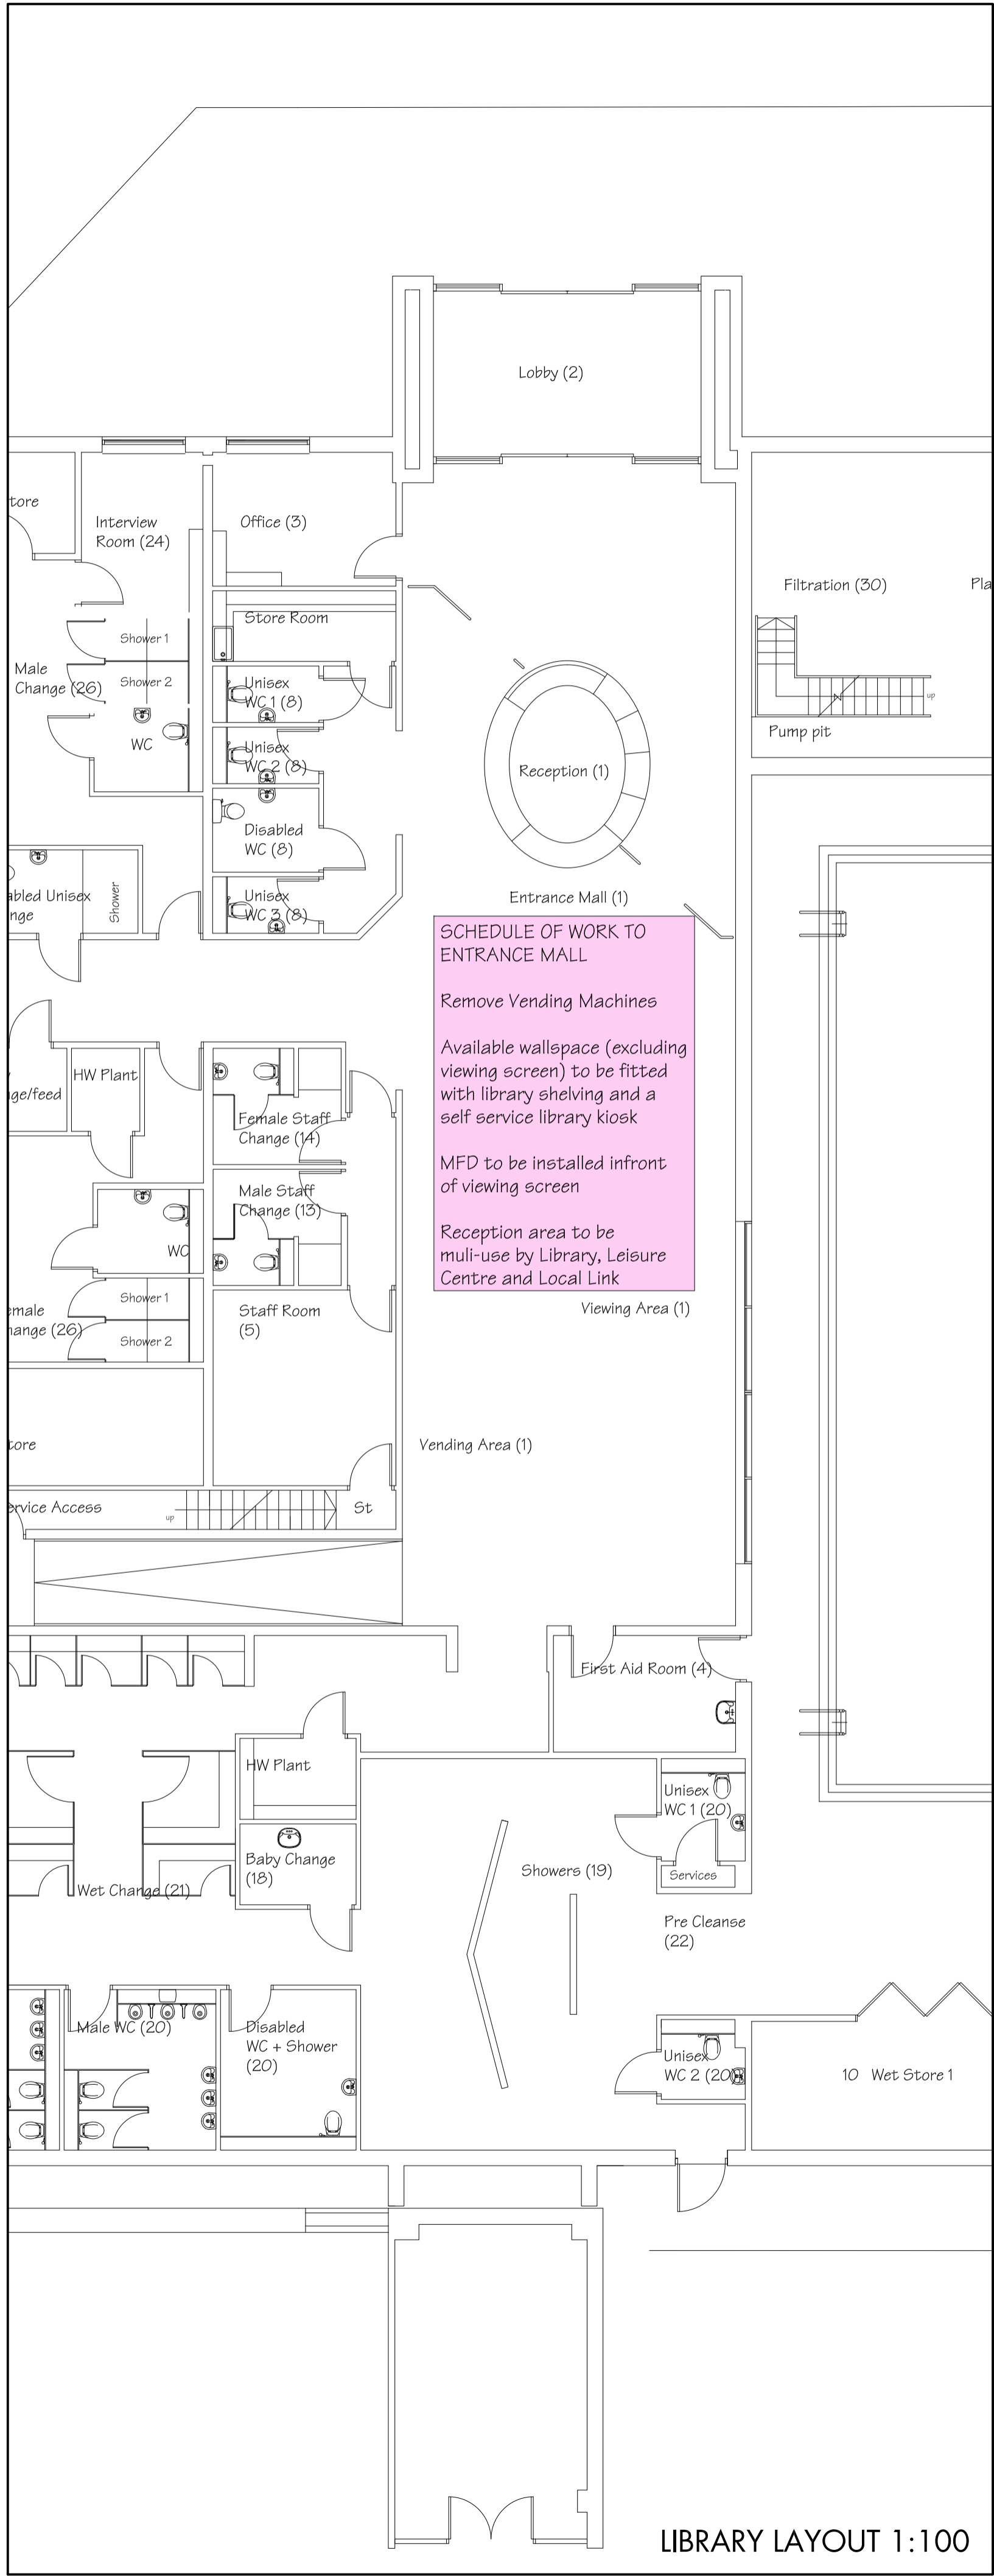 Lobby (2)
tore
Interview
Room (24)
Office (3)
Filtration (30)
Pla
Store Room
Shower 1
Male
Change (26)
Shower 2
Unisex
WC 1 (8)
up
WC
Pump pit
Unisex
WC 2 (8)
Reception (1)
Disabled
WC (8)
abled Unisex
nge
Shower
Unisex
WC 3 (8)
Entrance Mall (1)
SCHEDULE OF WORK TO
ENTRANCE MALL
Remove Vending Machines
Available wallspace (excluding
viewing screen) to be fitted
with library shelving and a
self service library kiosk
MFD to be installed infront
of viewing screen
Reception area to be
muli-use by Library, Leisure
Centre and Local Link
HW Plant
ge/feed
Female Staff
Change (14)
Male Staff
Change (13)
WC
Shower 1
emale
hange (26)
Shower 2
Staff Room
(5)
Viewing Area (1)
tore
Vending Area (1)
ervice Access
up
St
First Aid Room (4)
HW Plant
Unisex
WC 1 (20)
Baby Change
(18)
Showers (19)
Services
Wet Change (21)
Pre Cleanse
(22)
Male WC (20)
Disabled
WC + Shower
(20)
Unisex
WC 2 (20)
10 Wet Store 1
LIBRARY LAYOUT 1:100